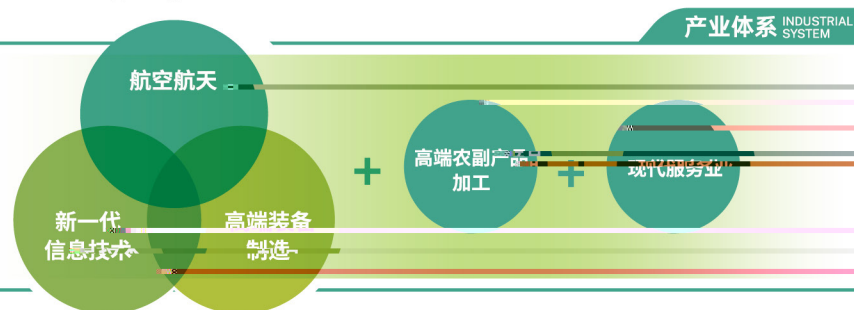 产业体系 INDUSTRIAL
SYSTEM
航空航天
新一代
信息技术
高端装备
制造
+
高端农副产品
加工
+
现代服务业